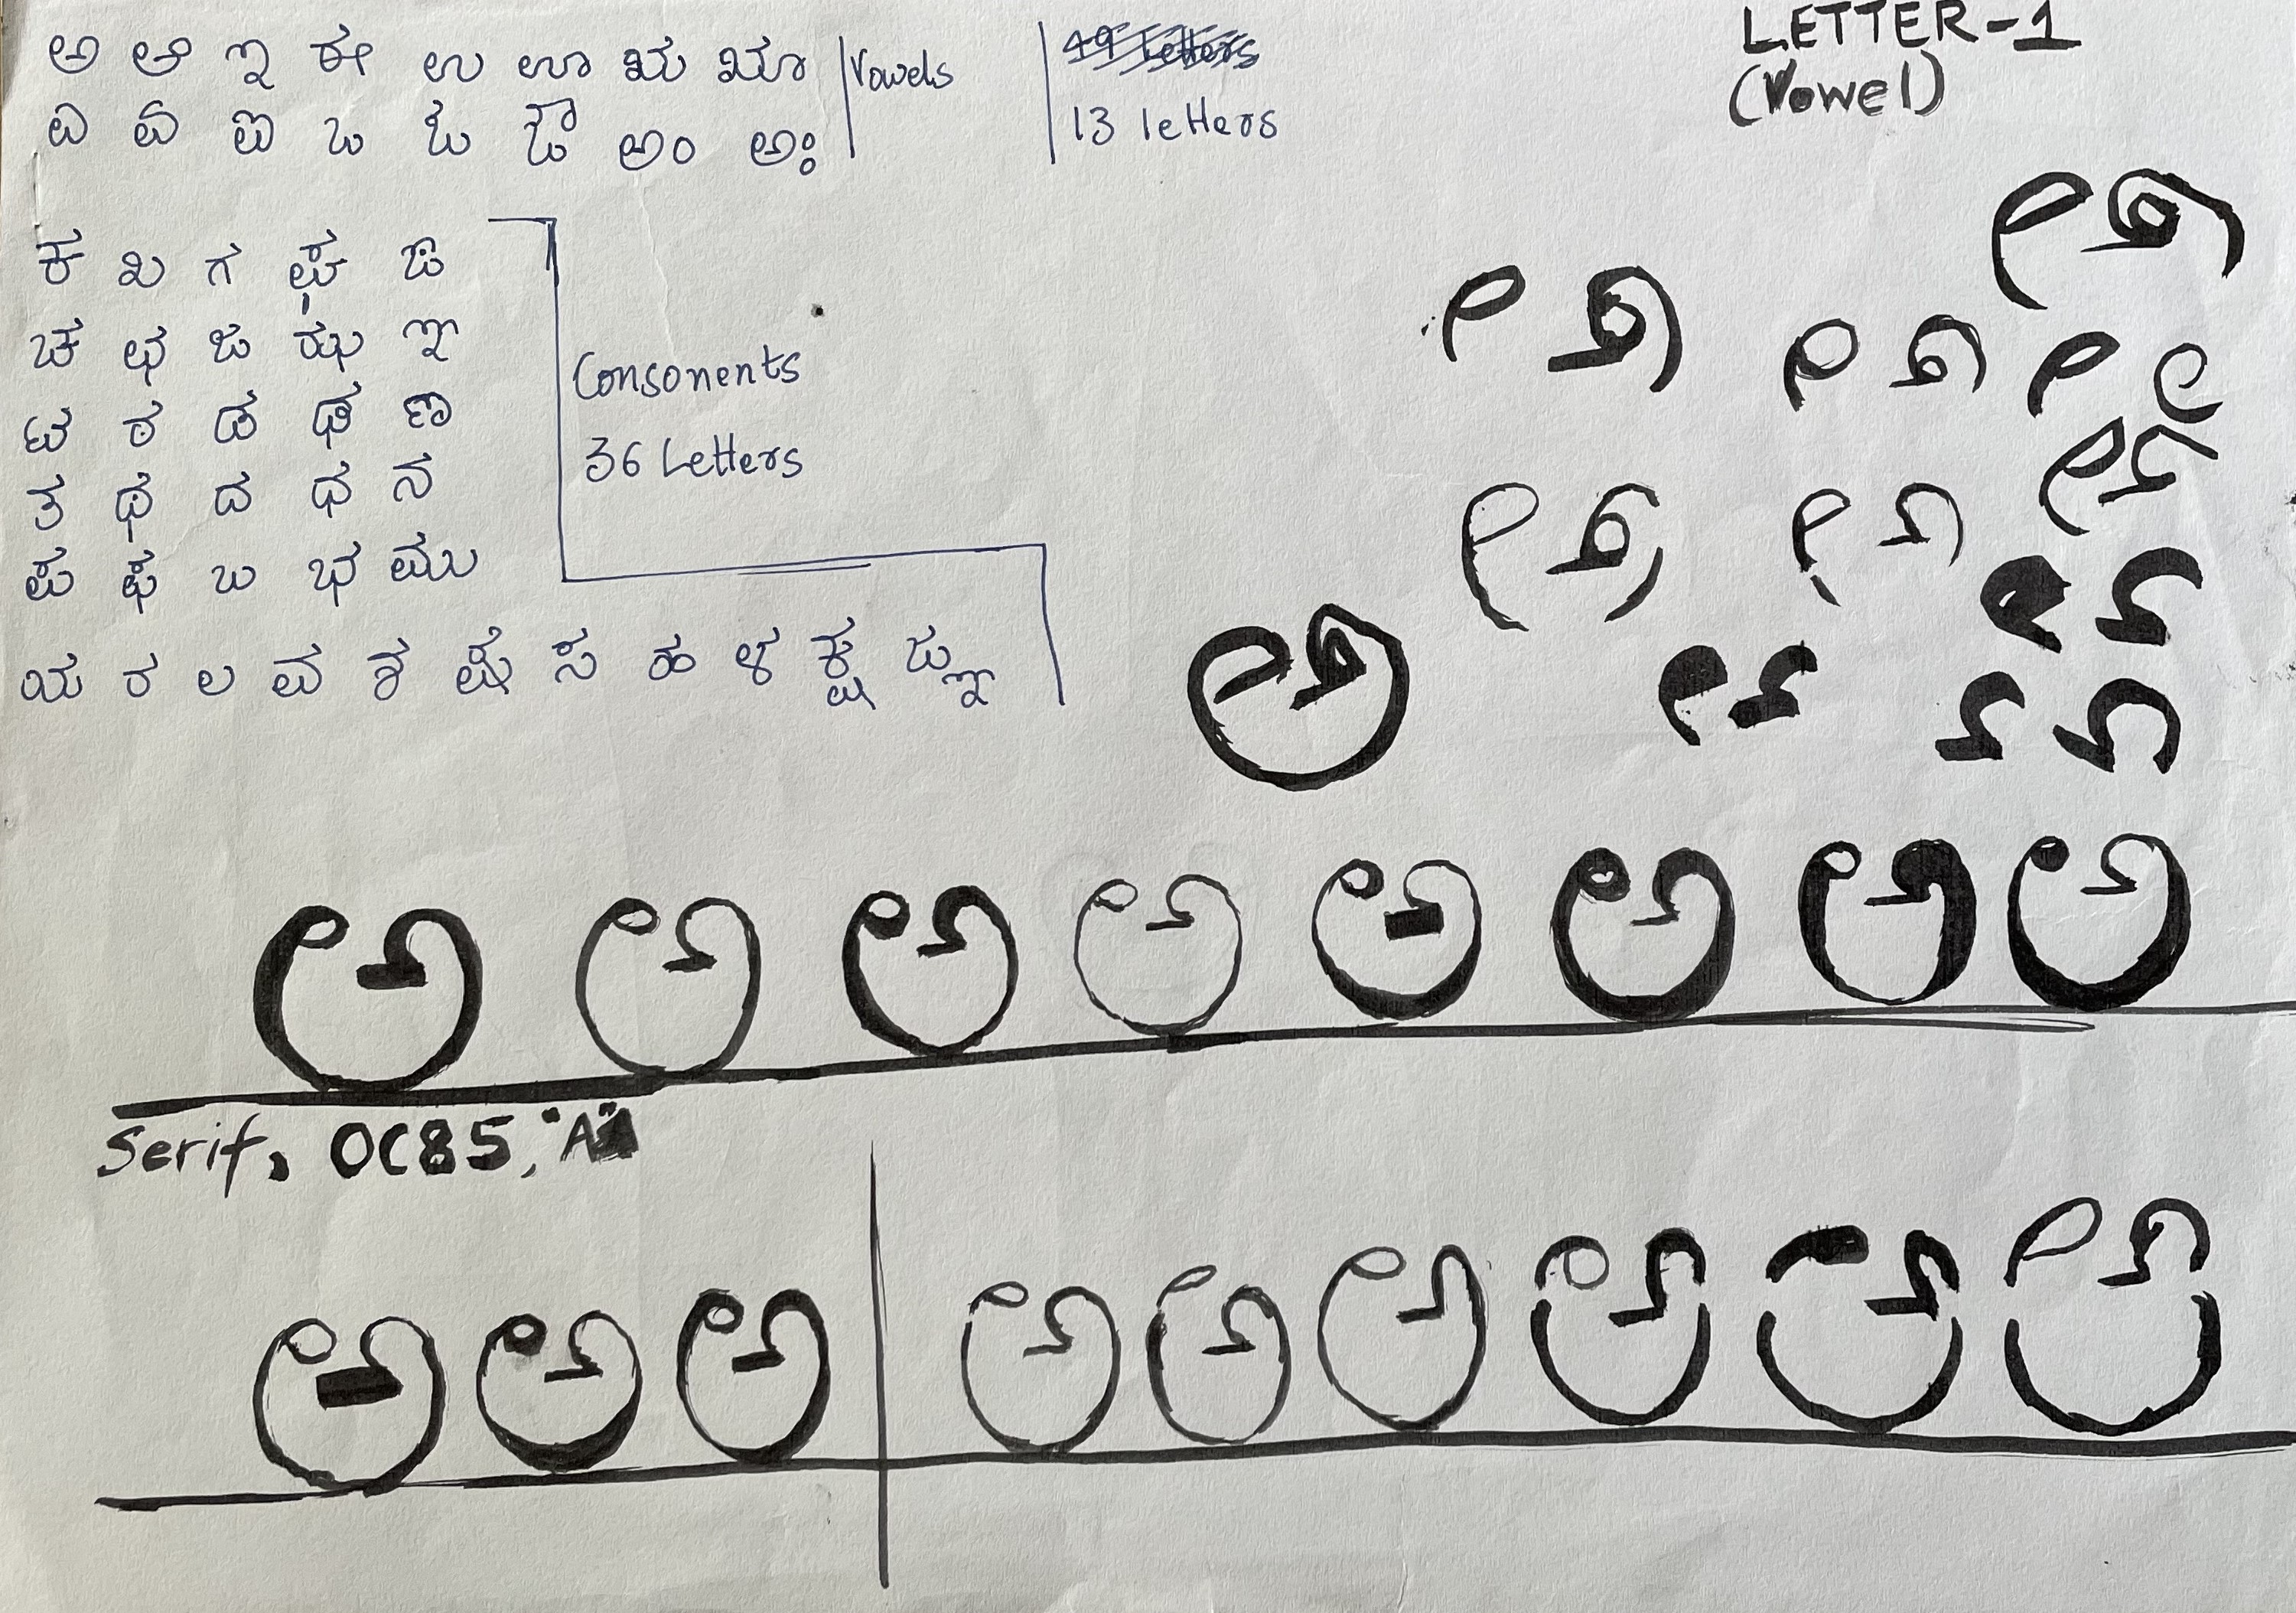 ಅ ಆ ಇ ಈ ಉ ಊ ಋ ೠ Vowels
49 letters
ಎ ಏ ಐ ಒ ಓ ಔ ಅಂ ಅಃ
13 letters
LETTER-1
(Vowel)
ಕ ಖ ಗ ಘ ಙ
ಚ ಛ ಜ ಝ ಞ
ಟ ಠ ಡ ಢ ಣ
ತ ಥ ದ ಧ ನ
ಪ ಫ ಬ ಭ ಮ
Consonents
36 Letters
ಯ ರ ಲ ವ ಶ ಷ ಸ ಹ ಳ ಕ್ಷ ಜ್ಞ
ಅ
ಅ ಅ ಅ ಅ ಅ ಅ ಅ ಅ
Serif, OC85, "A"
ಅ ಅ ಅ ಅ ಅ ಅ ಅ ಅ ಅ